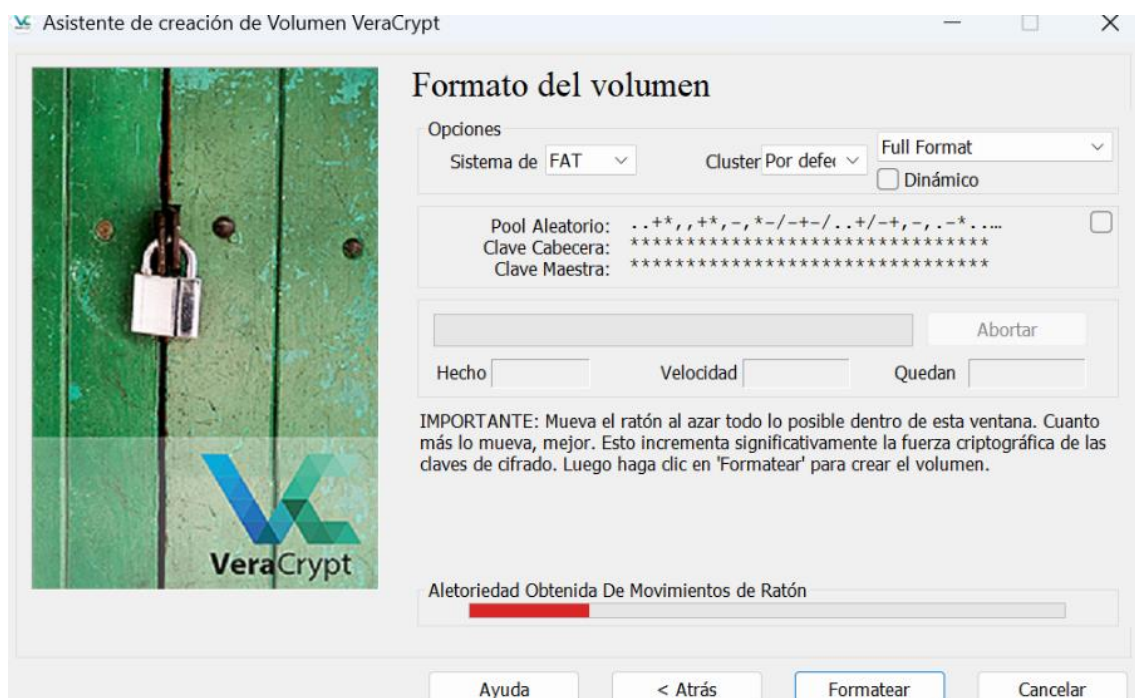 Asistente de creación de Volumen VeraCrypt
Formato del volumen
Opciones
Sistema de FAT Cluster Por defec Full Format
Dinámico
Pool Aleatorio: ..+*,,+*,-,*-/-+-/..+/-+,-,.-*.....
Clave Cabecera: ********************************
Clave Maestra: ********************************
Abortar
Hecho Velocidad Quedan
IMPORTANTE: Mueva el ratón al azar todo lo posible dentro de esta ventana. Cuanto
más lo mueva, mejor. Esto incrementa significativamente la fuerza criptográfica de las
claves de cifrado. Luego haga clic en 'Formatear' para crear el volumen.
VeraCrypt
Aletoriedad Obtenida De Movimientos de Ratón
Ayuda < Atrás Formatear Cancelar